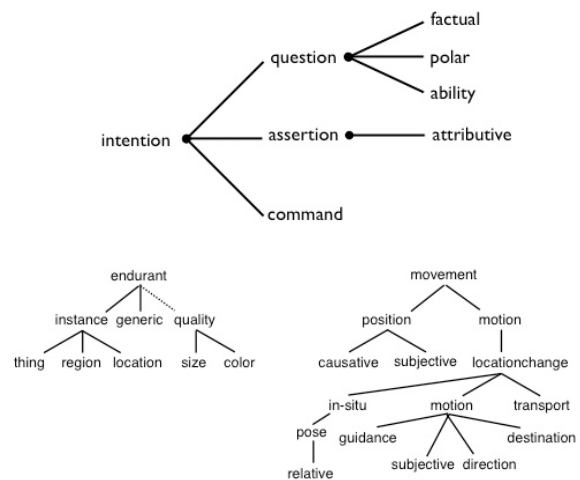 factual
question
polar
ability
intention
assertion
attributive
command
endurant
instance generic quality
thing region location size color
movement
position motion
causative subjective locationchange
in-situ motion transport
pose guidance destination
relative subjective direction